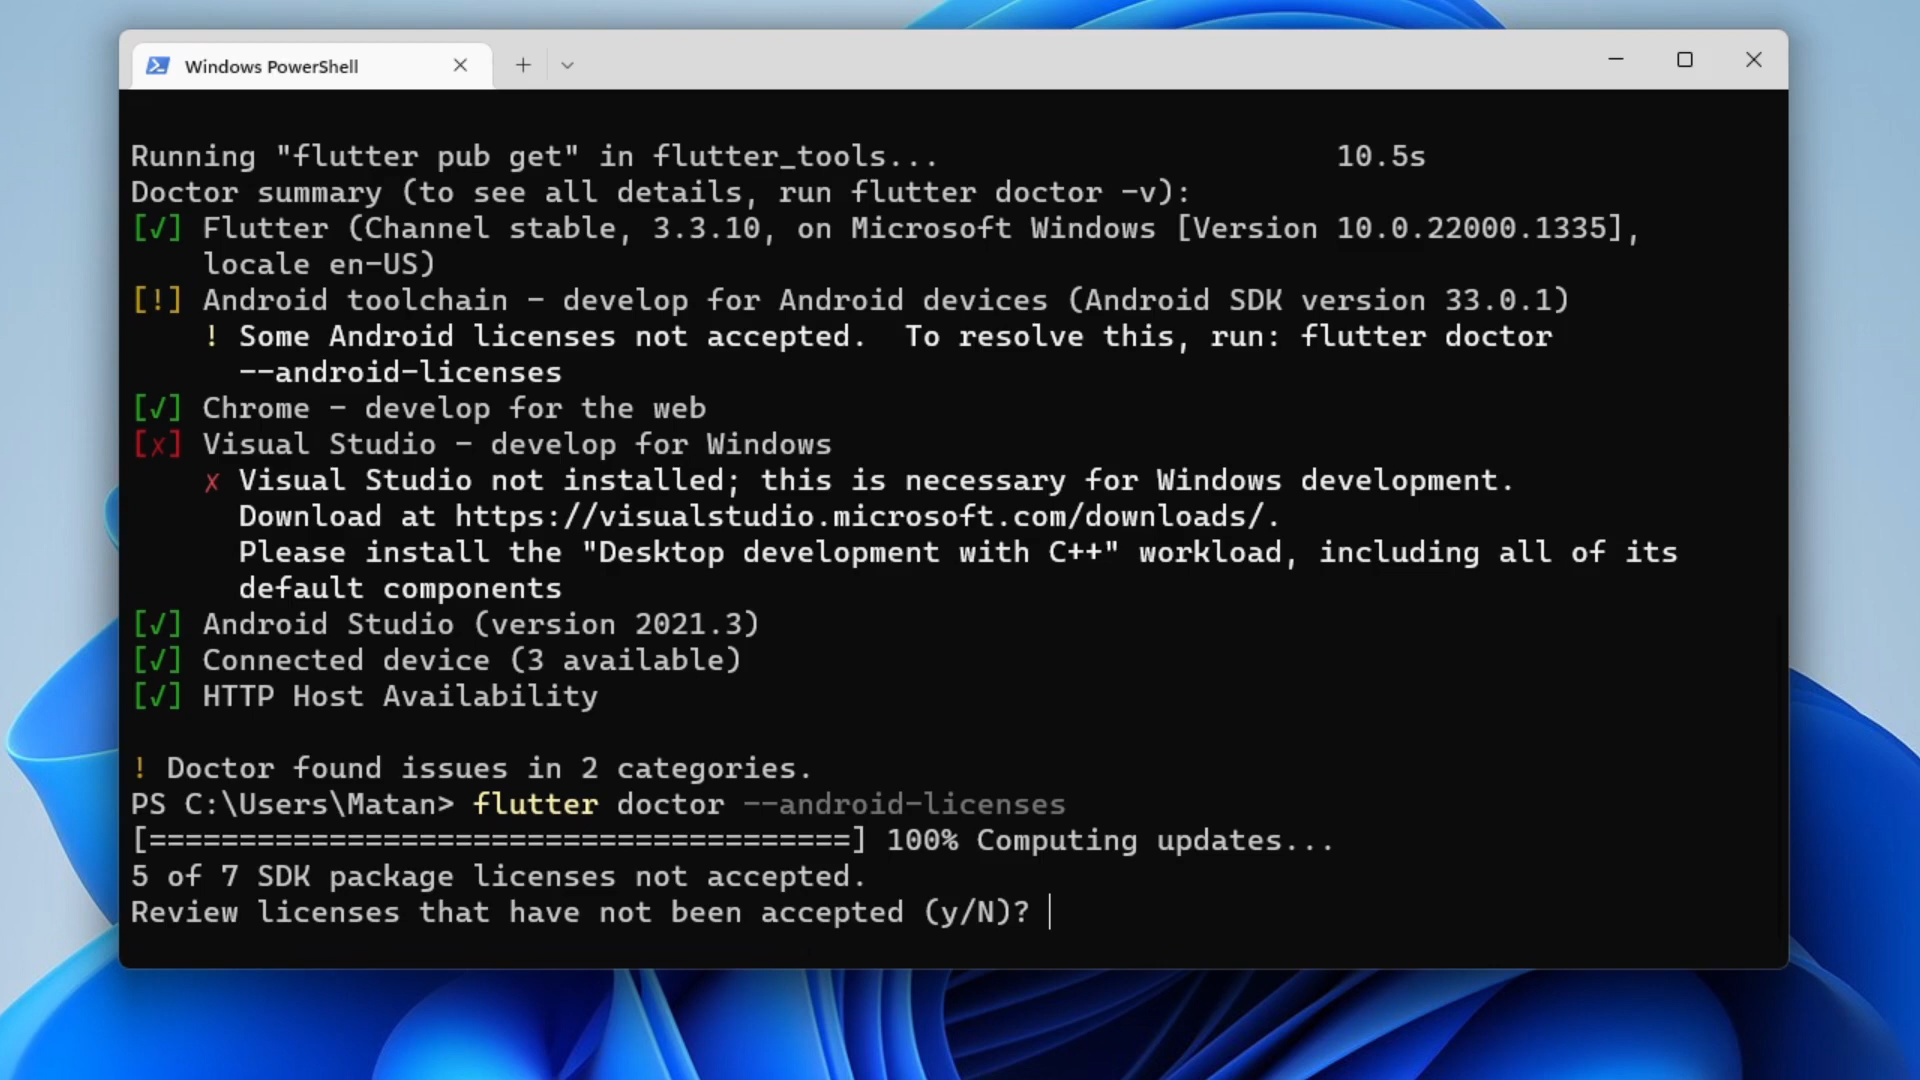 Windows PowerShell
Running "flutter pub get" in flutter_tools... 10.5s
Doctor summary (to see all details, run flutter doctor -v):
[√] Flutter (Channel stable, 3.3.10, on Microsoft Windows [Version 10.0.22000.1335],
locale en-US)
[!] Android toolchain - develop for Android devices (Android SDK version 33.0.1)
! Some Android licenses not accepted.  To resolve this, run: flutter doctor
--android-licenses
[√] Chrome - develop for the web
[X] Visual Studio - develop for Windows
X Visual Studio not installed; this is necessary for Windows development.
Download at https://visualstudio.microsoft.com/downloads/.
Please install the "Desktop development with C++" workload, including all of its
default components
[√] Android Studio (version 2021.3)
[√] Connected device (3 available)
[√] HTTP Host Availability
! Doctor found issues in 2 categories.
PS C:\Users\Matan> flutter doctor --android-licenses
[=======================================] 100% Computing updates...
5 of 7 SDK package licenses not accepted.
Review licenses that have not been accepted (y/N)?